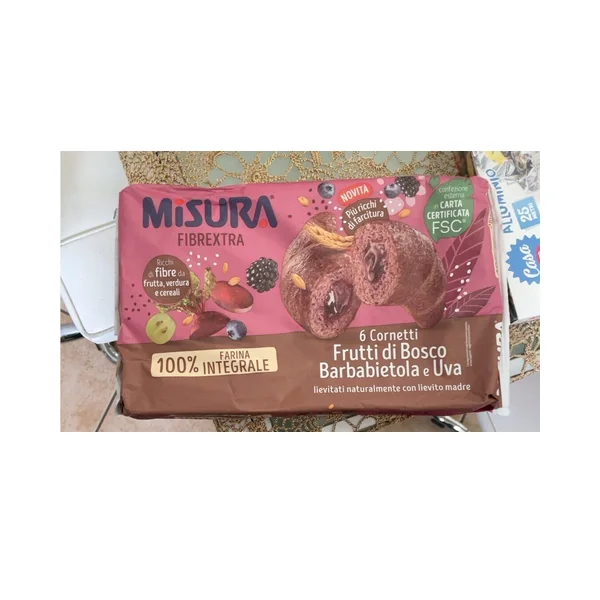 MiSURA
FIBREXTRA
Ricchi
di fibre da
frutta, verdura
e cereali
100% FARINA
INTEGRALE
NOVITÀ
Più ricchi
di farcitura
confezione
esterna
in CARTA
CERTIFICATA
FSC®
6 Cornetti
Frutti di Bosco
Barbabietola e Uva
lievitati naturalmente con lievito madre
ALLUMINIO
25
Casa